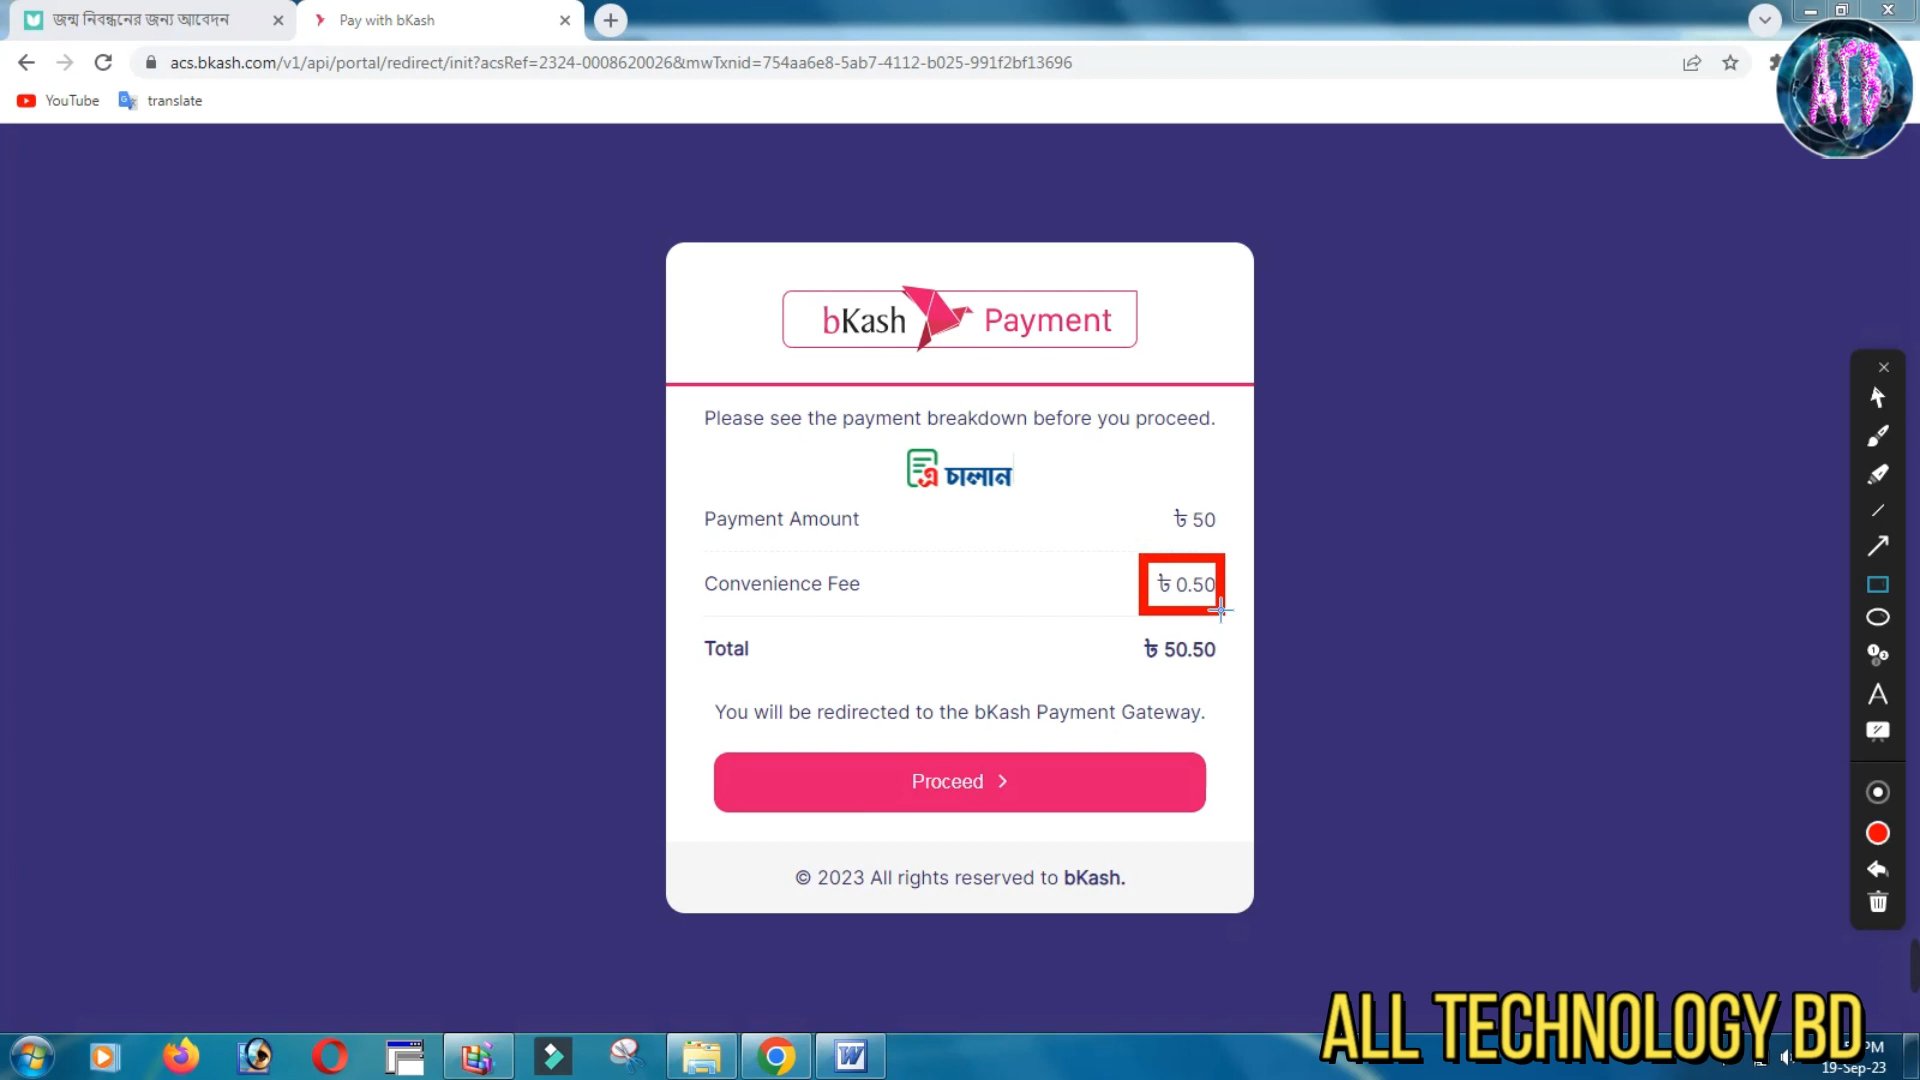 জন্ম নিবন্ধনের জন্য আবেদন
Pay with bKash
acs.bkash.com/v1/api/portal/redirect/init?acsRef=2324-0008620026&mwTxnid=754aa6e8-5ab7-4112-b025-991f2bf13696
YouTube
translate
ATB
bKash Payment
Please see the payment breakdown before you proceed.
এ চালান
Payment Amount
৳ 50
Convenience Fee
৳ 0.50
Total
৳ 50.50
You will be redirected to the bKash Payment Gateway.
Proceed
© 2023 All rights reserved to bKash.
ALL TECHNOLOGY BD
PM
19-Sep-23